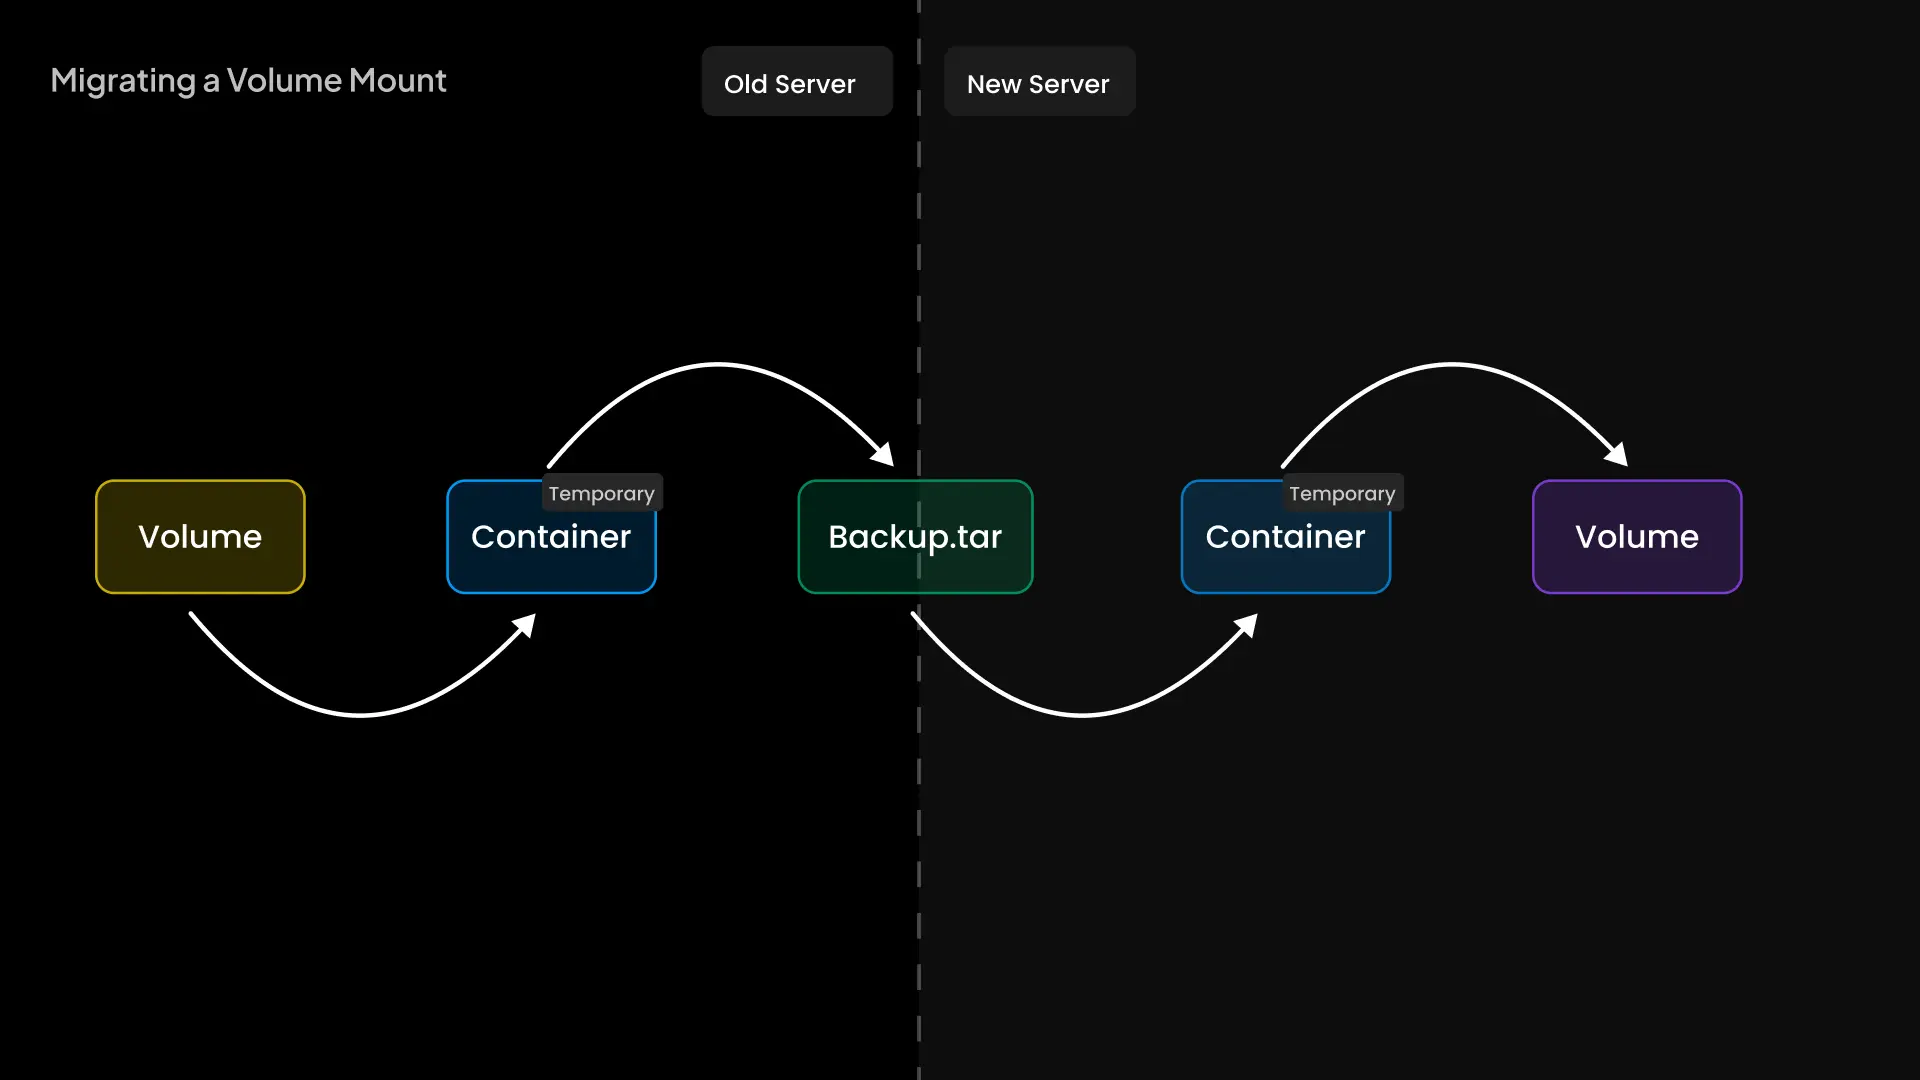 Migrating a Volume Mount
Old Server
New Server
Volume
Temporary
Container
Backup.tar
Temporary
Container
Volume